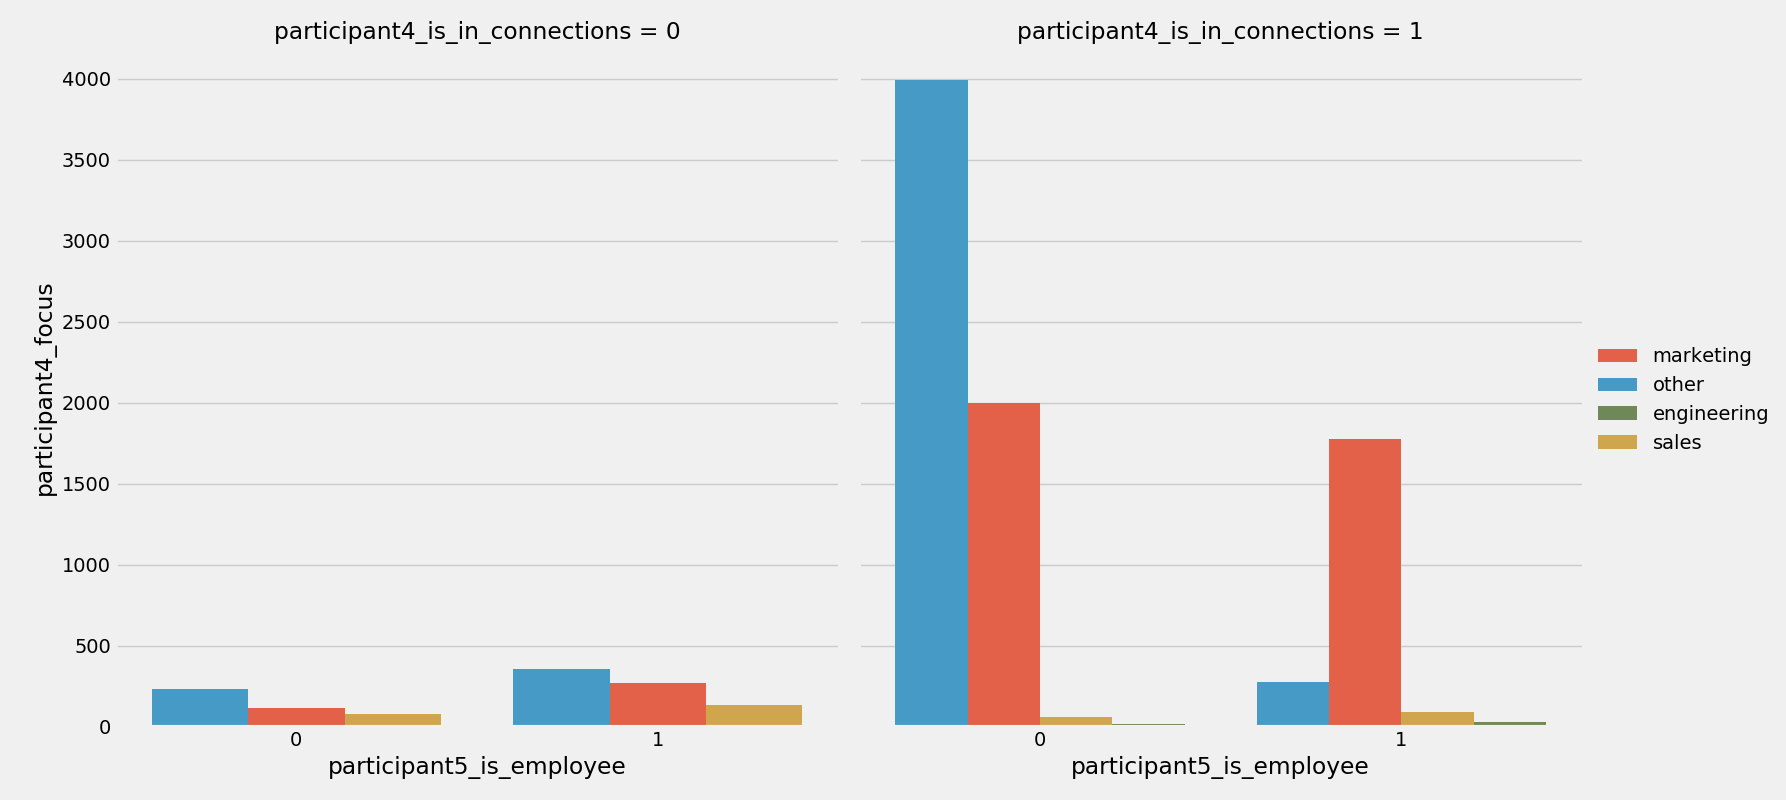 participant4_is_in_connections = 0
participant4_is_in_connections = 1
4000
3500
3000
2500
2000
1500
1000
500
0
participant4_focus
0
1
participant5_is_employee
0
1
participant5_is_employee
marketing
other
engineering
sales